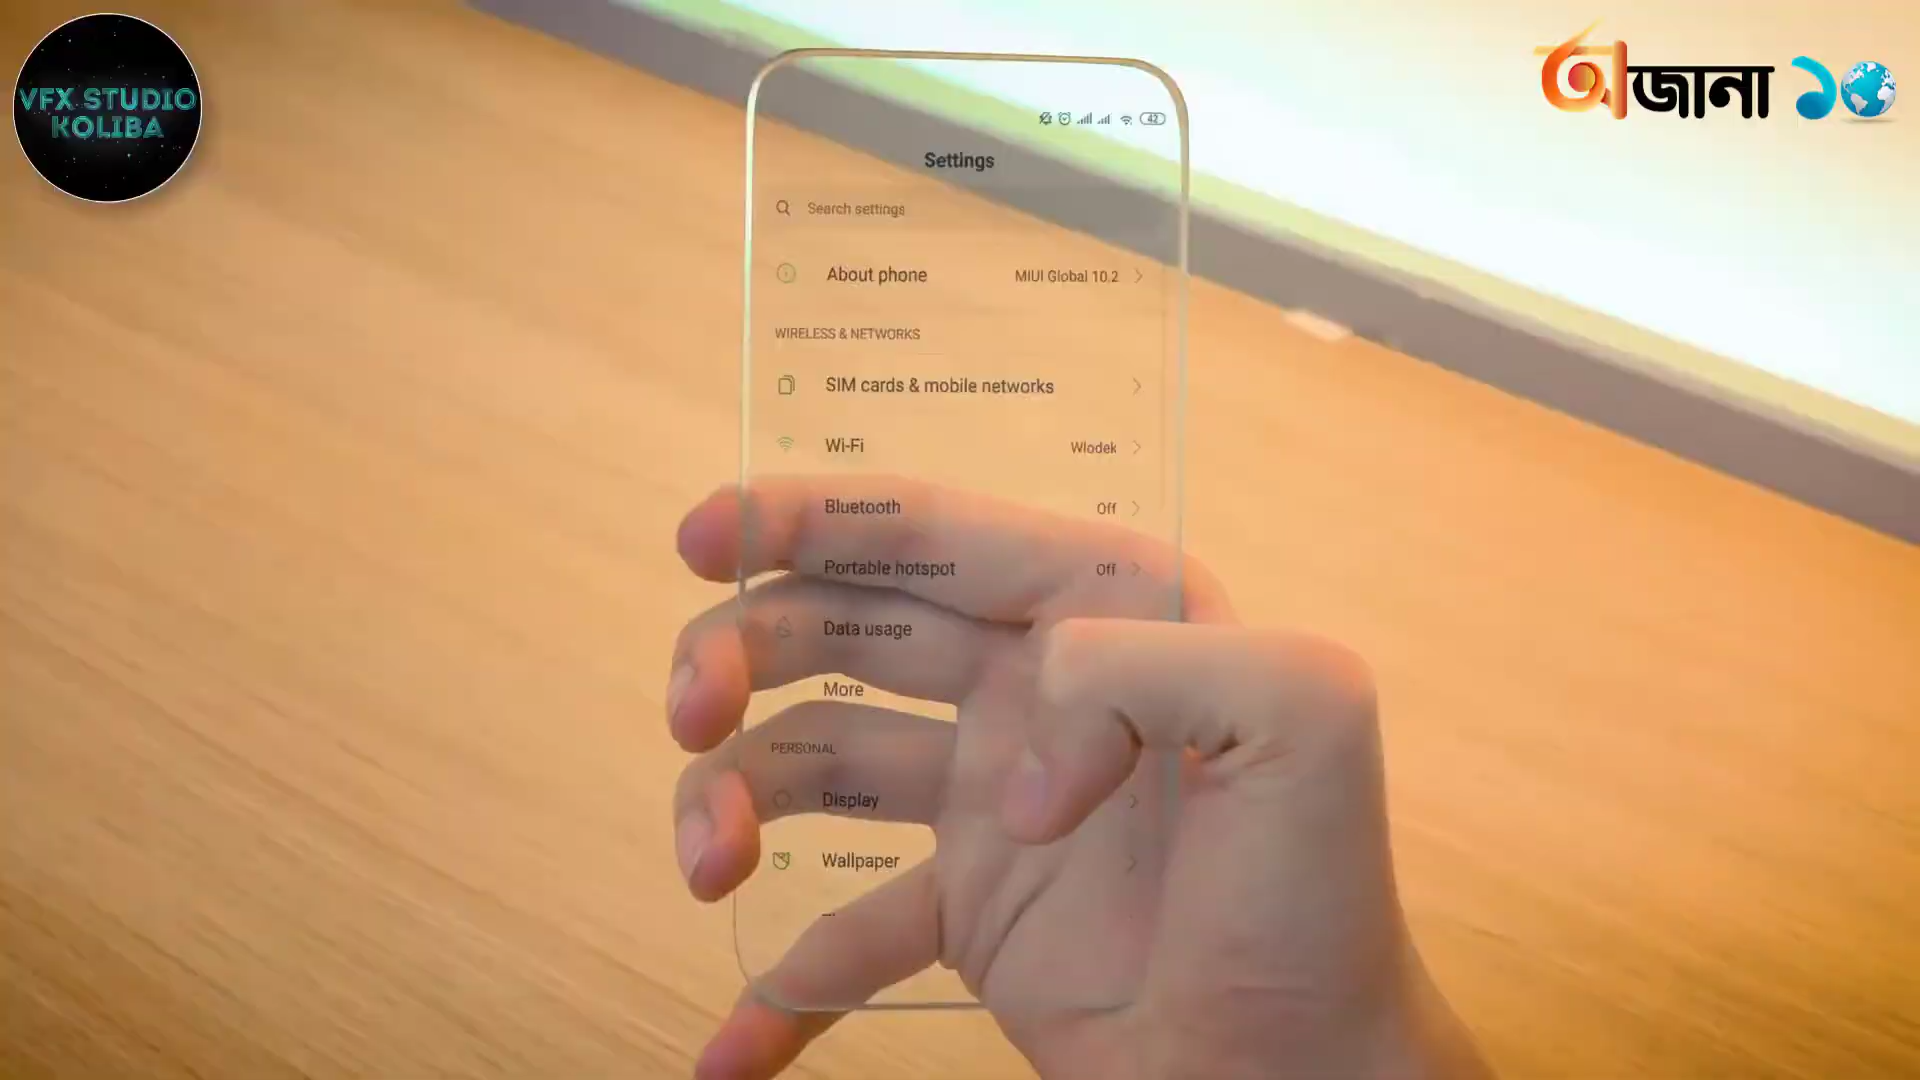 VFX STUDIO
KOLIBA
অজানা ১০
42
Settings
Search settings
About phone
MIUI Global 10.2
WIRELESS & NETWORKS
SIM cards & mobile networks
Wi-Fi
Wlodek
Bluetooth
Off
Portable hotspot
Off
Data usage
More
PERSONAL
Display
Wallpaper